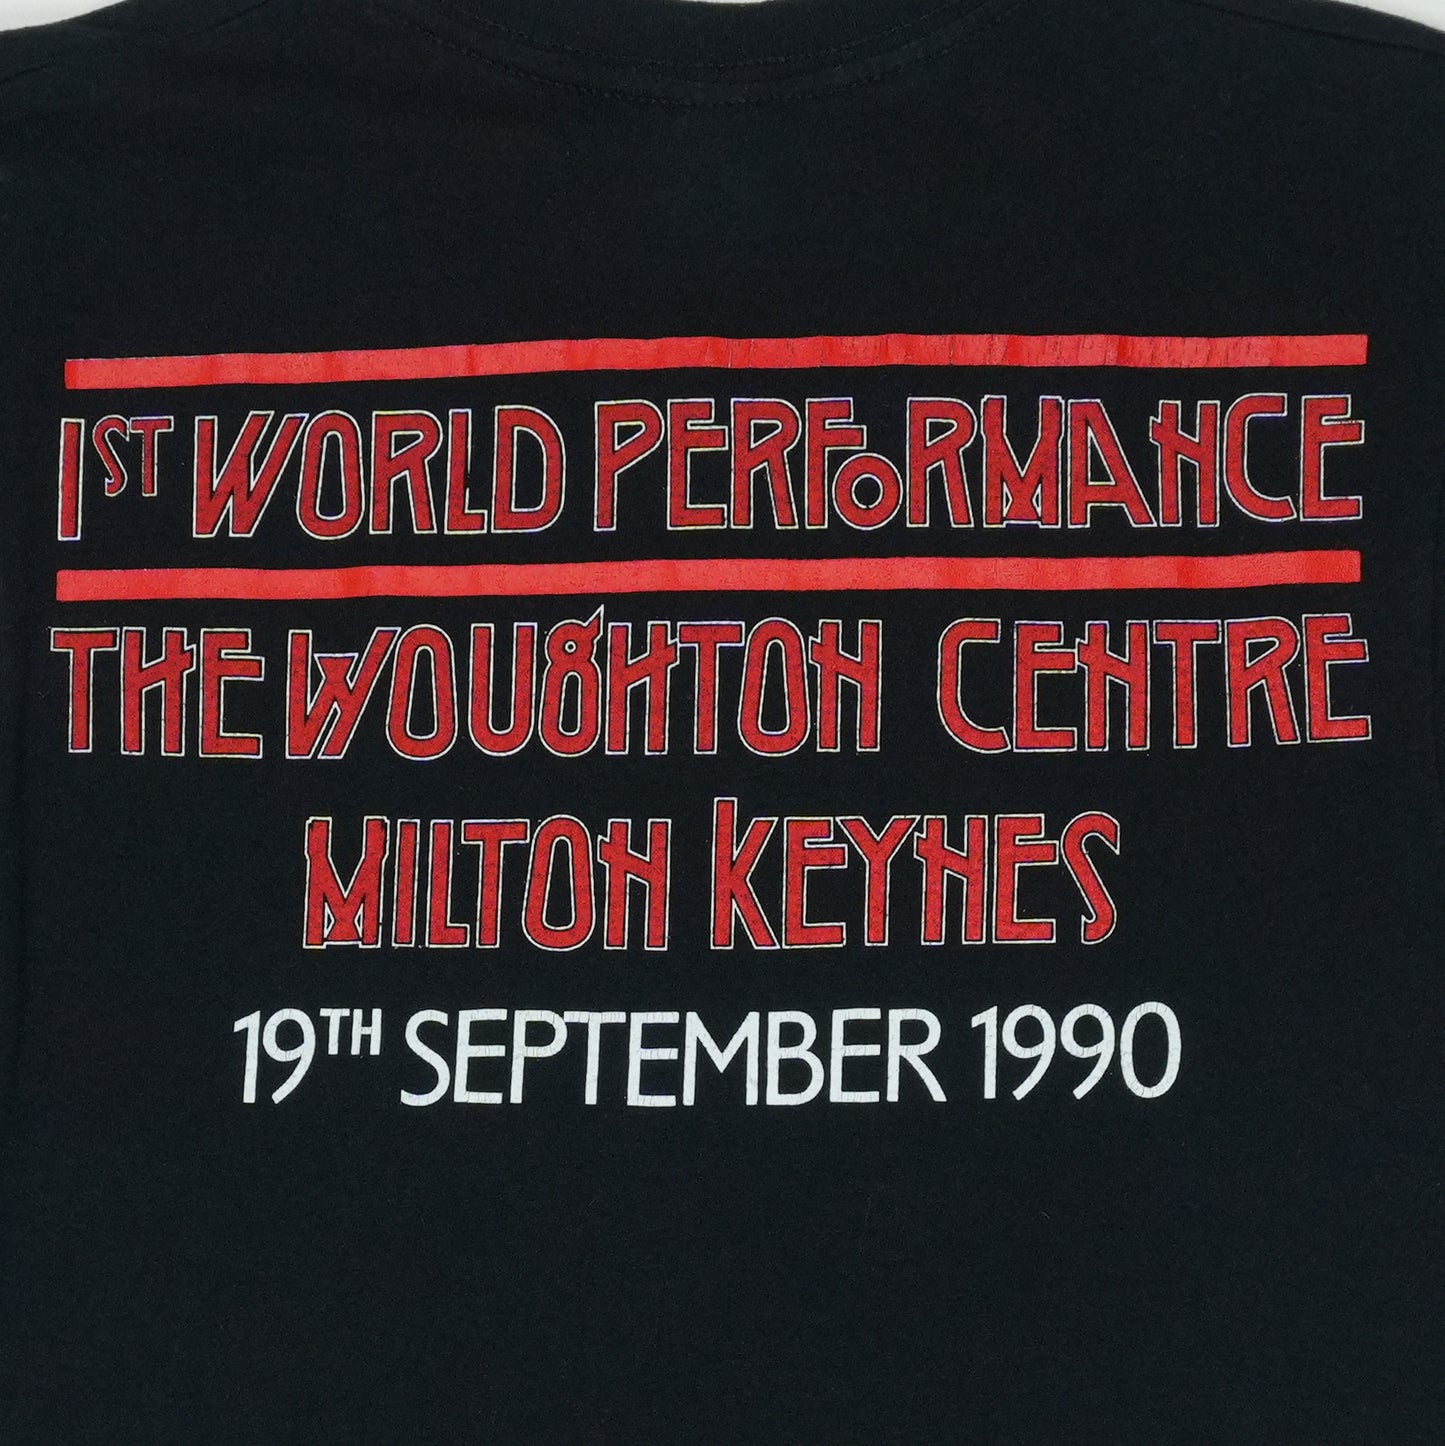 1ST WORLD PERFORMANCE
THE WOUGHTON CENTRE
MILTON KEYNES
19TH SEPTEMBER 1990